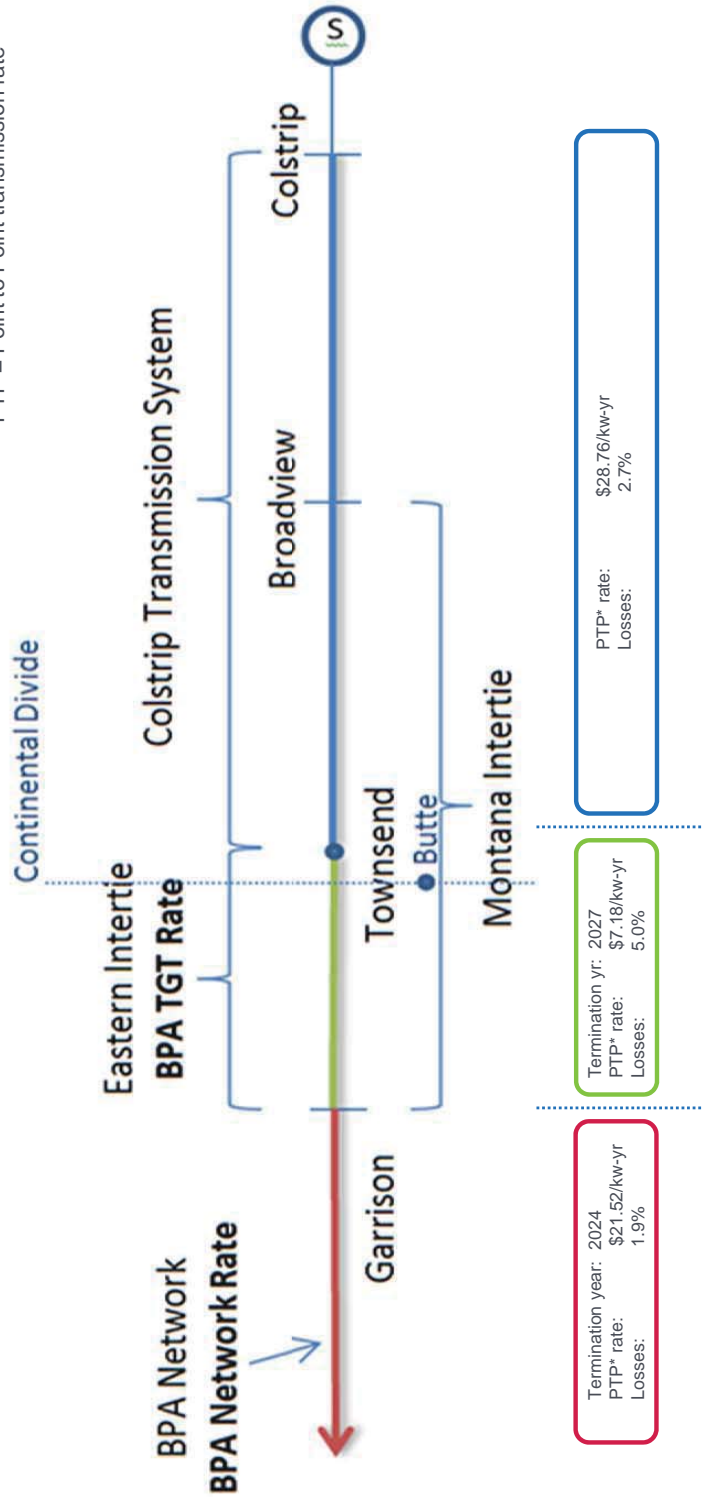 = Point to Point transmission rate
Continental Divide
Eastern Intertie
BPA TGT Rate
Colstrip Transmission System
BPA Network
BPA Network Rate
Broadview
Colstrip
S
Garrison
Townsend
Butte
Montana Intertie
Termination year: 2024
PTP* rate: $21.52/kw-yr
Losses: 1.9%
Termination yr: 2027
PTP* rate: $7.18/kw-yr
Losses: 5.0%
PTP* rate: $28.76/kw-yr
Losses: 2.7%